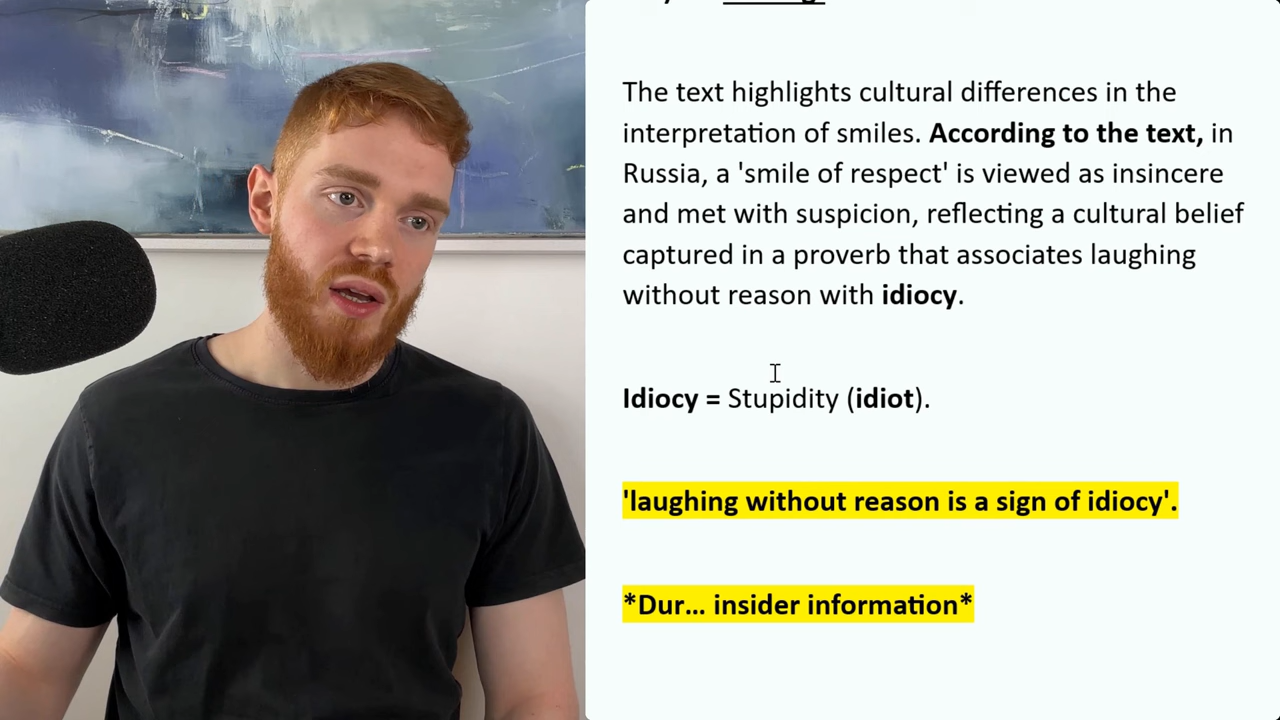 The text highlights cultural differences in the
interpretation of smiles. According to the text, in
Russia, a 'smile of respect' is viewed as insincere
and met with suspicion, reflecting a cultural belief
captured in a proverb that associates laughing
without reason with idiocy.
Idiocy = Stupidity (idiot).
'laughing without reason is a sign of idiocy'.
*Dur... insider information*